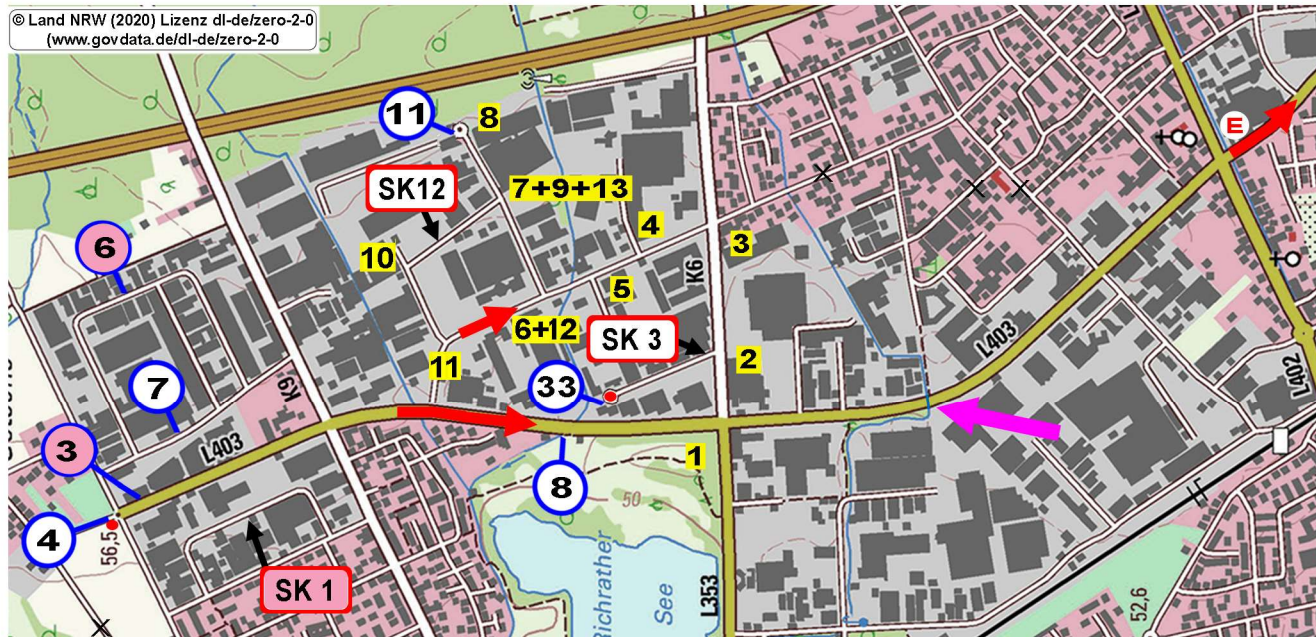 © Land NRW (2020) Lizenz dl-de/zero-2-0
(www.govdata.de/dl-de/zero-2-0
11
8
E
SK12
7+9+13
4
3
6
10
5
K6
6+12
SK 3
L403
11
2
L402
7
33
K9
L403
3
1
8
50
4
56,5
SK 1
Richrather
See
L353
52,6